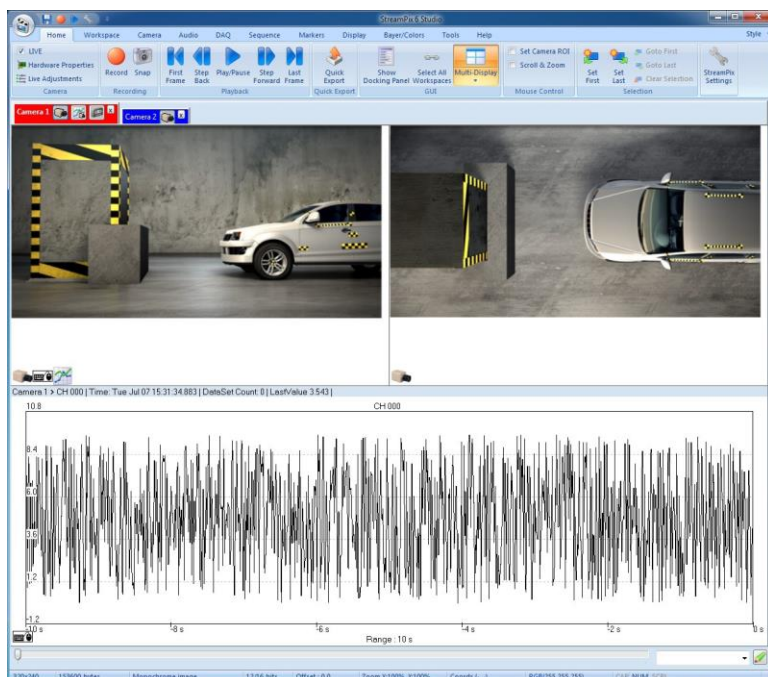 StreamPix 6 Studio
Home Workspace Camera Audio DAQ Sequence Markers Display Bayer/Colors Tools Help Style
LIVE
Hardware Properties
Live Adjustments
Camera
Record Snap
Recording
First Frame Step Back Play/Pause Step Forward Last Frame
Playback
Quick Export
Quick Export
Show Docking Panel Select All Workspaces Multi-Display
GUI
Set Camera ROI
Scroll & Zoom
Mouse Control
Set First Set Last
Goto First
Goto Last
Clear Selection
Selection
StreamPix Settings
Camera 1 Camera 2
Camera 1 > CH 000 | Time: Tue Jul 07 15:31:34.883 | DataSet Count: 0 | LastValue 3.543 |
10.8 CH 000
8.4
6.0
3.6
1.2
-1.2
-10 s -8 s -6 s -4 s -2 s 0 s
Range : 10 s